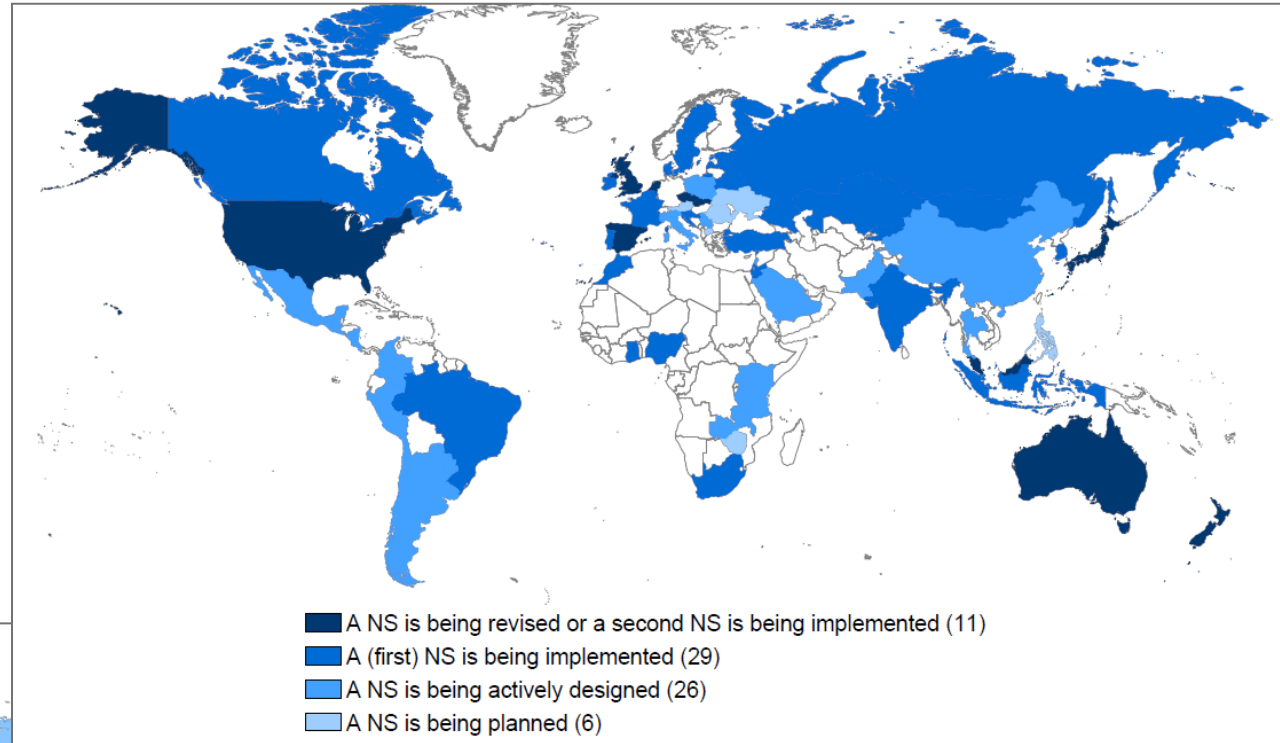 A NS is being revised or a second NS is being implemented (11)
A (first) NS is being implemented (29)
A NS is being actively designed (26)
A NS is being planned (6)